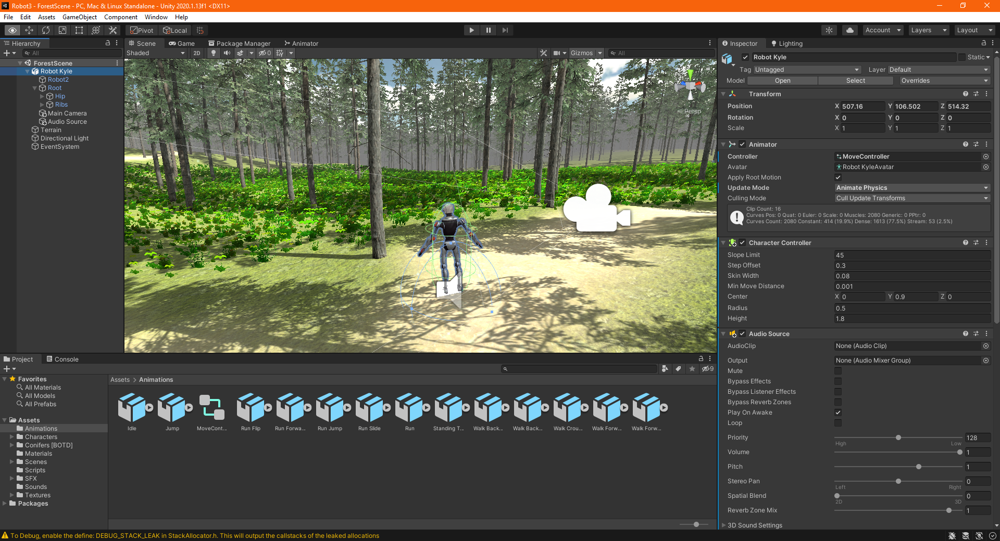 Robot3 - ForestScene - PC, Mac & Linux Standalone - Unity 2020.1.13f1 <DX11>
File Edit Assets GameObject Component Window Help
Pivot Local Account Layers Layout
Hierarchy
All
ForestScene
Robot Kyle
Robot2
Root
Hip
Ribs
Main Camera
Audio Source
Terrain
Directional Light
EventSystem
Scene Game Package Manager Animator
Shaded 2D 0 Gizmos All
Persp
Inspector Lighting
Robot Kyle Static
Tag Untagged Layer Default
Model Open Select Overrides
Transform
Position X 507.16 Y 106.502 Z 514.32
Rotation X 0 Y 0 Z 0
Scale X 1 Y 1 Z 1
Animator
Controller MoveController
Avatar Robot KyleAvatar
Apply Root Motion
Update Mode Animate Physics
Culling Mode Cull Update Transforms
Clip Count: 16
Curves Pos: 0 Quat: 0 Euler: 0 Scale: 0 Muscles: 2080 Generic: 0 PPtr: 0
Curves Count: 2080 Constant: 414 (19.9%) Dense: 1613 (77.5%) Stream: 53 (2.5%)
Character Controller
Slope Limit 45
Step Offset 0.3
Skin Width 0.08
Min Move Distance 0.001
Center X 0 Y 0.9 Z 0
Radius 0.5
Height 1.8
Audio Source
AudioClip None (Audio Clip)
Output None (Audio Mixer Group)
Mute
Bypass Effects
Bypass Listener Effects
Bypass Reverb Zones
Play On Awake
Loop
Priority 128
High Low
Volume 1
Pitch 1
Stereo Pan 0
Left Right
Spatial Blend 0
2D 3D
Reverb Zone Mix 1
3D Sound Settings
Project Console
9
Favorites
All Materials
All Models
All Prefabs
Assets
Animations
Characters
Conifers [BOTD]
Materials
Scenes
Scripts
SFX
Sounds
Textures
Packages
Assets > Animations
Idle Jump MoveCont... Run Flip Run Forwa... Run Jump Run Slide Run Standing T... Walk Back... Walk Back... Walk Crou... Walk Forw... Walk Forw...
To Debug, enable the define: DEBUG_STACK_LEAK in StackAllocator.h. This will output the callstacks of the leaked allocations